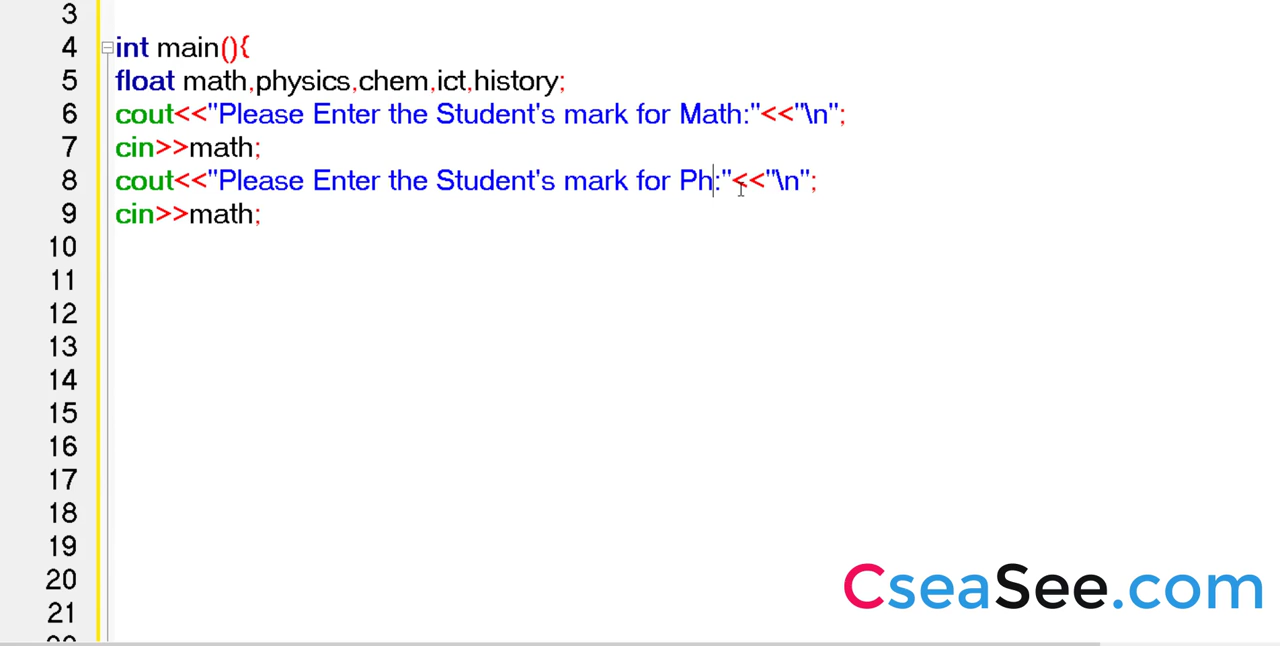 3
4 int main(){
5 float math,physics,chem,ict,history;
6 cout<<"Please Enter the Student's mark for Math:"<<"\n";
7 cin>>math;
8 cout<<"Please Enter the Student's mark for Ph:"<<"\n";
9 cin>>math;
10
11
12
13
14
15
16
17
18
19
20
21
CseaSee.com